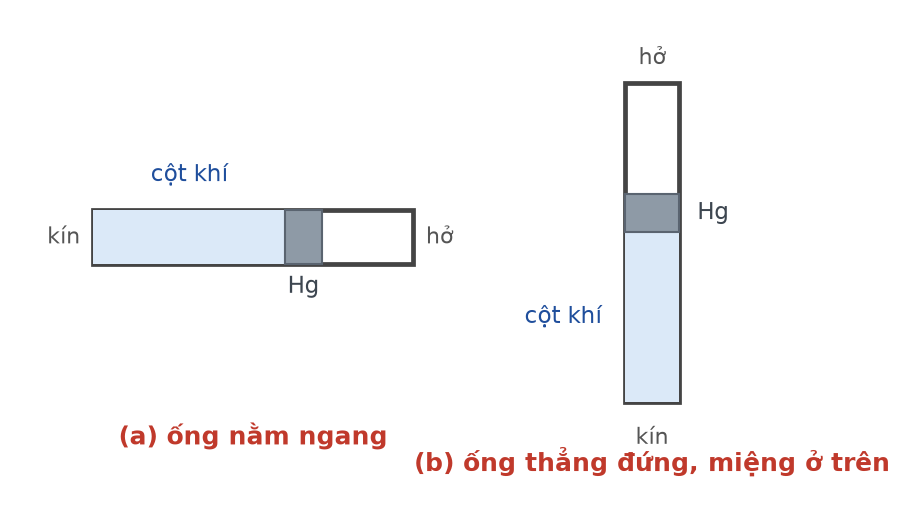 cột khí
kín
hở
Hg
(a) ống nằm ngang
hở
Hg
cột khí
kín
(b) ống thẳng đứng, miệng ở trên